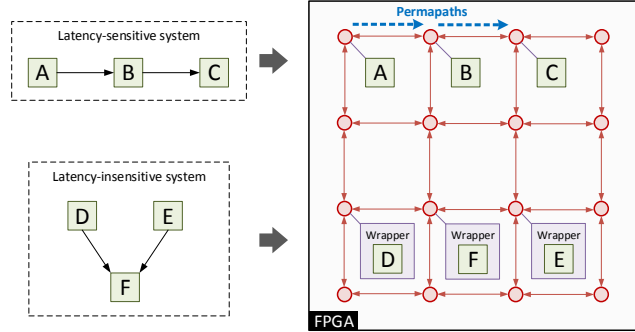 Latency-sensitive system
A B C
Latency-insensitive system
D E
F
Permapaths
A B C
Wrapper Wrapper Wrapper
D F E
FPGA